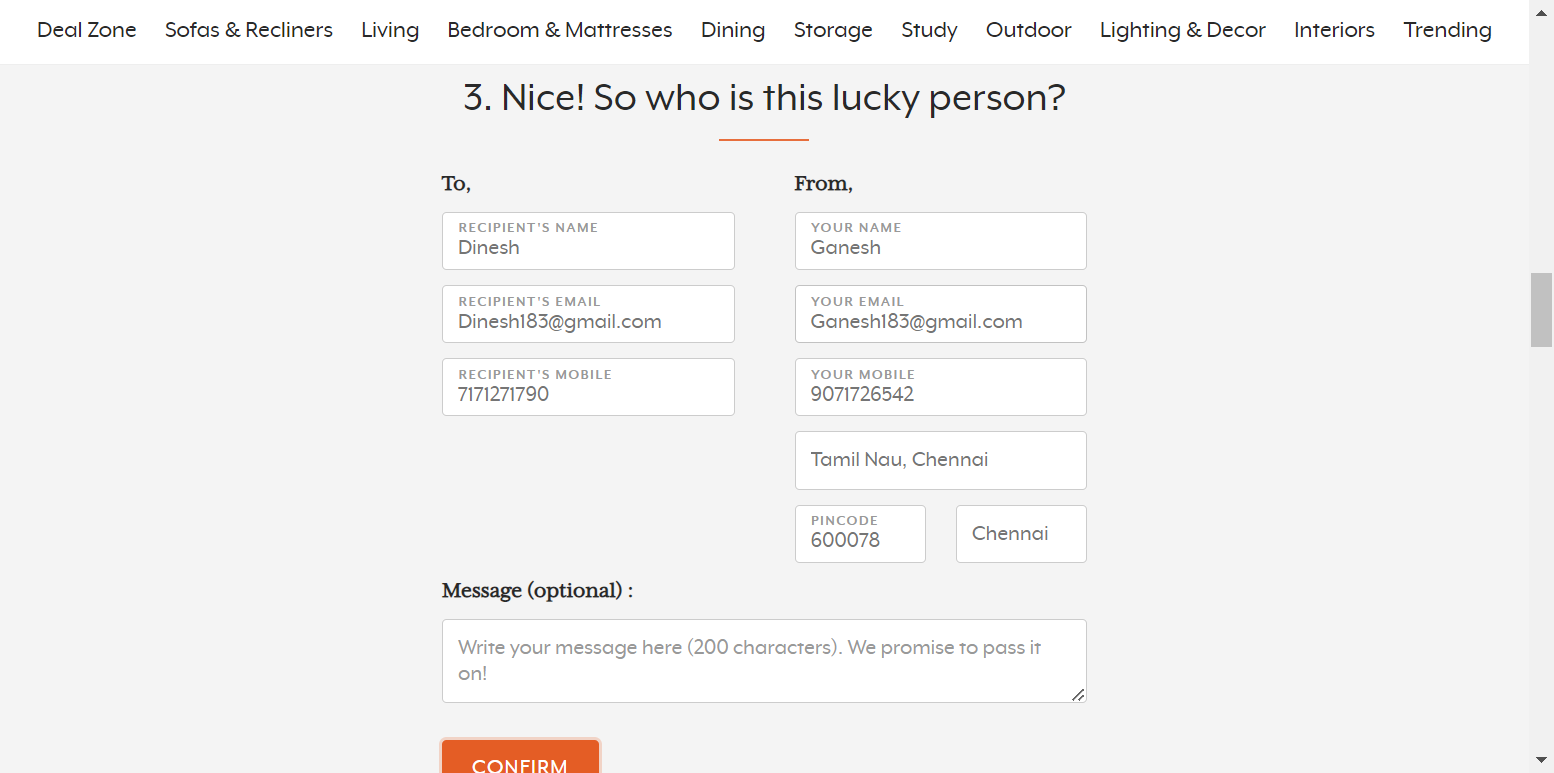 Deal Zone Sofas & Recliners Living Bedroom & Mattresses Dining Storage Study Outdoor Lighting & Decor Interiors Trending
3. Nice! So who is this lucky person?
To,
RECIPIENT'S NAME
Dinesh
RECIPIENT'S EMAIL
Dinesh183@gmail.com
RECIPIENT'S MOBILE
7171271790
From,
YOUR NAME
Ganesh
YOUR EMAIL
Ganesh183@gmail.com
YOUR MOBILE
9071726542
Tamil Nau, Chennai
PINCODE
600078
Chennai
Message (optional) :
Write your message here (200 characters). We promise to pass it
on!
CONFIRM